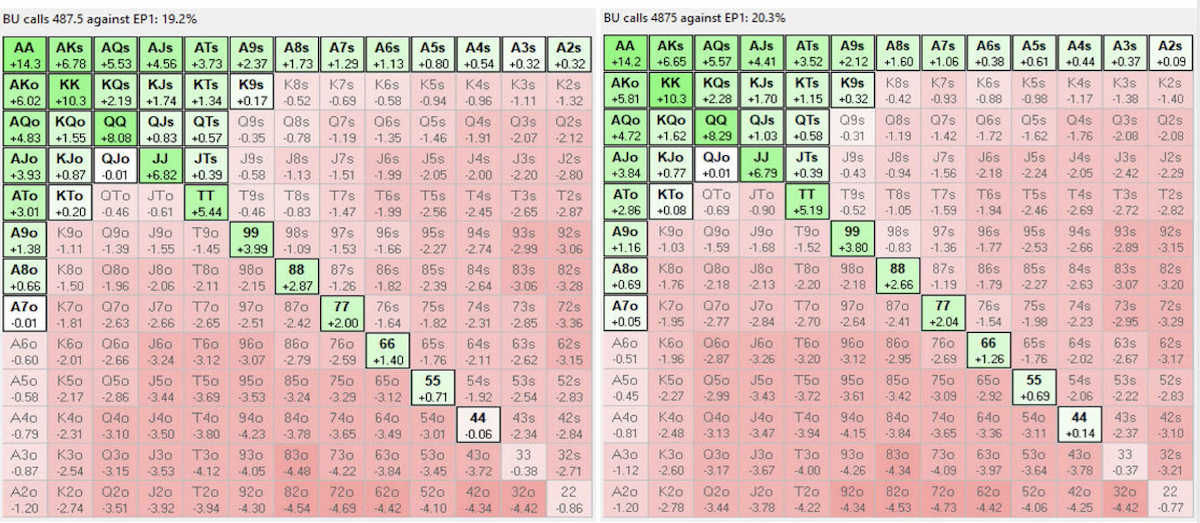 BU calls 487.5 against EP1: 19.2%
AA AKs AQs AJs ATs A9s A8s A7s A6s A5s A4s A3s A2s
+14.3 +6.78 +5.53 +4.56 +3.73 +2.37 +1.73 +1.29 +1.13 +0.80 +0.54 +0.32 +0.32
AKo KK KQs KJs KTs K9s K8s K7s K6s K5s K4s K3s K2s
+6.02 +10.3 +2.19 +1.74 +1.34 +0.17 -0.52 -0.69 -0.58 -0.94 -0.96 -1.11 -1.32
AQo KQo QQ QJs QTs Q9s Q8s Q7s Q6s Q5s Q4s Q3s Q2s
+4.83 +1.55 +8.08 +0.83 +0.57 -0.35 -0.78 -1.19 -1.35 -1.46 -1.91 -2.07 -2.12
AJo KJo QJo JJ JTs J9s J8s J7s J6s J5s J4s J3s J2s
+3.93 +0.87 -0.01 +6.82 +0.39 -0.58 -1.13 -1.51 -1.99 -2.05 -2.00 -2.20 -2.80
ATo KTo QTo JTo TT T9s T8s T7s T6s T5s T4s T3s T2s
+3.01 +0.20 -0.46 -0.61 +5.44 -0.46 -0.83 -1.47 -1.99 -2.56 -2.45 -2.65 -2.87
A9o K9o Q9o J9o T9o 99 98s 97s 96s 95s 94s 93s 92s
+1.38 -1.11 -1.39 -1.55 -1.45 +3.99 -1.09 -1.53 -1.66 -2.27 -2.74 -2.99 -3.06
A8o K8o Q8o J8o T8o 98o 88 87s 86s 85s 84s 83s 82s
+0.66 -1.50 -1.96 -2.06 -2.11 -2.15 +2.87 -1.26 -1.82 -2.39 -2.64 -3.06 -3.28
A7o K7o Q7o J7o T7o 97o 87o 77 76s 75s 74s 73s 72s
-0.01 -1.81 -2.63 -2.66 -2.65 -2.51 -2.42 +2.00 -1.64 -1.82 -2.31 -2.85 -3.36
A6o K6o Q6o J6o T6o 96o 86o 76o 66 65s 64s 63s 62s
-0.60 -2.01 -2.66 -3.24 -3.12 -3.07 -2.79 -2.59 +1.40 -1.76 -2.11 -2.62 -3.15
A5o K5o Q5o J5o T5o 95o 85o 75o 65o 55 54s 53s 52s
-0.58 -2.17 -2.86 -3.44 -3.69 -3.53 -3.24 -3.29 -3.12 +0.71 -1.92 -2.54 -2.83
A4o K4o Q4o J4o T4o 94o 84o 74o 64o 54o 44 43s 42s
-0.79 -2.31 -3.10 -3.50 -3.80 -4.23 -3.78 -3.65 -3.49 -3.01 -0.06 -2.34 -2.84
A3o K3o Q3o J3o T3o 93o 83o 73o 63o 53o 43o 33 32s
-0.87 -2.54 -3.15 -3.53 -4.12 -4.05 -4.48 -4.22 -3.84 -3.45 -3.72 -0.38 -2.71
A2o K2o Q2o J2o T2o 92o 82o 72o 62o 52o 42o 32o 22
-1.20 -2.74 -3.51 -3.92 -3.94 -4.30 -4.54 -4.69 -4.42 -4.10 -4.34 -4.42 -0.86
BU calls 4875 against EP1: 20.3%
AA AKs AQs AJs ATs A9s A8s A7s A6s A5s A4s A3s A2s
+14.2 +6.65 +5.57 +4.41 +3.52 +2.12 +1.60 +1.06 +0.38 +0.61 +0.44 +0.37 +0.09
AKo KK KQs KJs KTs K9s K8s K7s K6s K5s K4s K3s K2s
+5.81 +10.3 +2.28 +1.70 +1.15 +0.32 -0.42 -0.93 -0.88 -0.98 -1.17 -1.38 -1.40
AQo KQo QQ QJs QTs Q9s Q8s Q7s Q6s Q5s Q4s Q3s Q2s
+4.72 +1.62 +8.29 +1.03 +0.58 -0.31 -1.19 -1.42 -1.72 -1.62 -1.76 -2.08 -2.08
AJo KJo QJo JJ JTs J9s J8s J7s J6s J5s J4s J3s J2s
+3.84 +0.77 +0.01 +6.79 +0.39 -0.43 -0.94 -1.56 -2.18 -2.24 -2.05 -2.42 -2.29
ATo KTo QTo JTo TT T9s T8s T7s T6s T5s T4s T3s T2s
+2.86 +0.08 -0.69 -0.90 +5.19 -0.52 -1.05 -1.59 -1.94 -2.46 -2.69 -2.72 -2.82
A9o K9o Q9o J9o T9o 99 98s 97s 96s 95s 94s 93s 92s
+1.16 -1.03 -1.59 -1.68 -1.52 +3.80 -0.83 -1.36 -1.77 -2.53 -2.66 -2.89 -3.15
A8o K8o Q8o J8o T8o 98o 88 87s 86s 85s 84s 83s 82s
+0.69 -1.76 -2.18 -2.13 -2.20 -2.18 +2.66 -1.19 -1.79 -2.27 -2.63 -3.07 -3.20
A7o K7o Q7o J7o T7o 97o 87o 77 76s 75s 74s 73s 72s
+0.05 -1.95 -2.77 -2.84 -2.70 -2.64 -2.41 +2.04 -1.54 -1.98 -2.23 -2.95 -3.29
A6o K6o Q6o J6o T6o 96o 86o 76o 66 65s 64s 63s 62s
-0.51 -1.96 -2.87 -3.26 -3.20 -3.12 -2.95 -2.69 +1.26 -1.76 -2.02 -2.67 -3.17
A5o K5o Q5o J5o T5o 95o 85o 75o 65o 55 54s 53s 52s
-0.45 -2.27 -2.99 -3.43 -3.72 -3.61 -3.42 -3.09 -2.92 +0.69 -2.06 -2.22 -2.83
A4o K4o Q4o J4o T4o 94o 84o 74o 64o 54o 44 43s 42s
-0.81 -2.48 -3.13 -3.47 -3.94 -4.15 -3.84 -3.65 -3.36 -3.11 +0.14 -2.37 -3.10
A3o K3o Q3o J3o T3o 93o 83o 73o 63o 53o 43o 33 32s
-1.12 -2.60 -3.17 -3.67 -4.00 -4.26 -4.34 -4.09 -3.97 -3.64 -3.78 -0.37 -3.21
A2o K2o Q2o J2o T2o 92o 82o 72o 62o 52o 42o 32o 22
-1.20 -2.78 -3.44 -3.78 -4.22 -4.34 -4.53 -4.73 -4.42 -4.06 -4.25 -4.42 -0.77